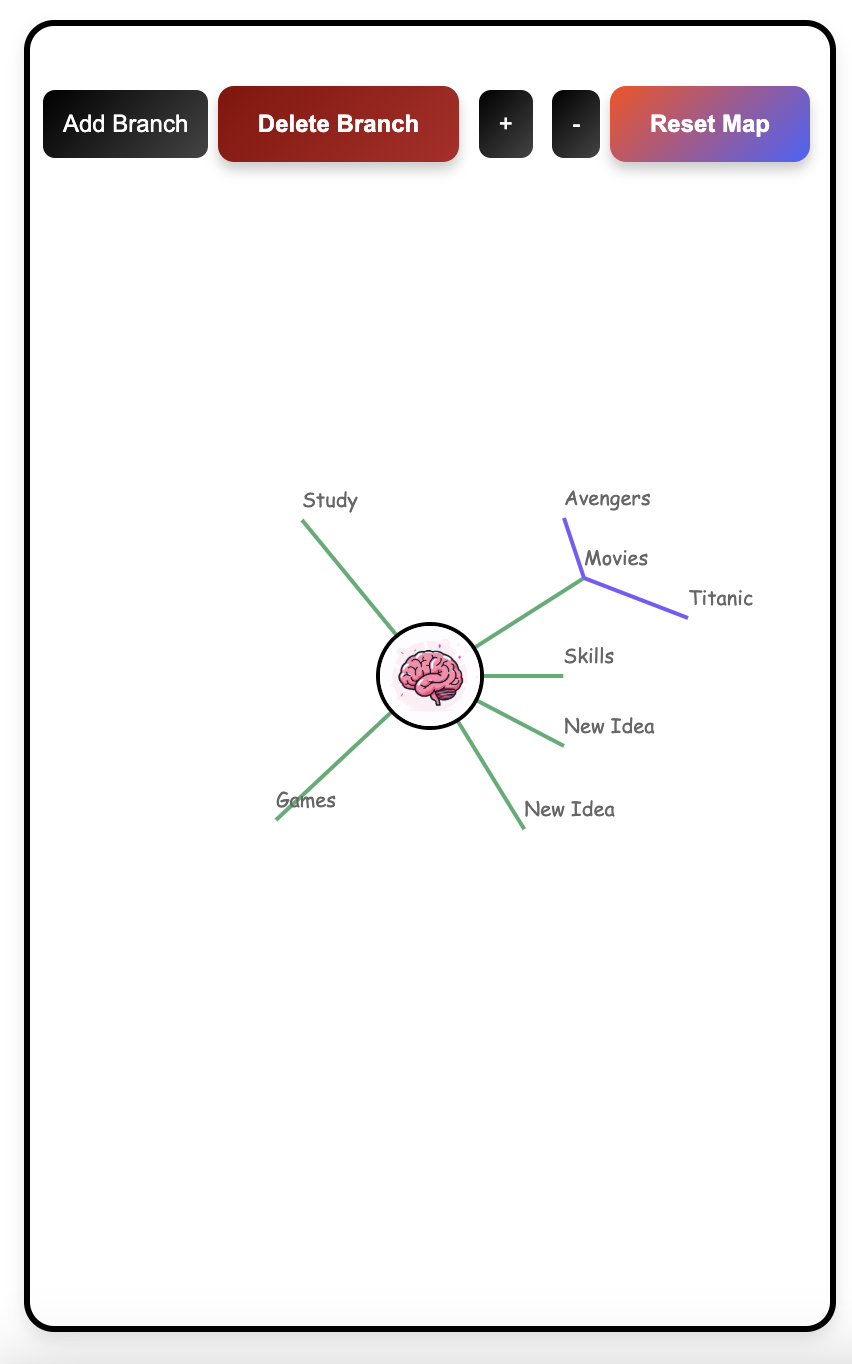 Add Branch
Delete Branch
+
-
Reset Map
Study
Avengers
Movies
Titanic
Skills
New Idea
Games
New Idea